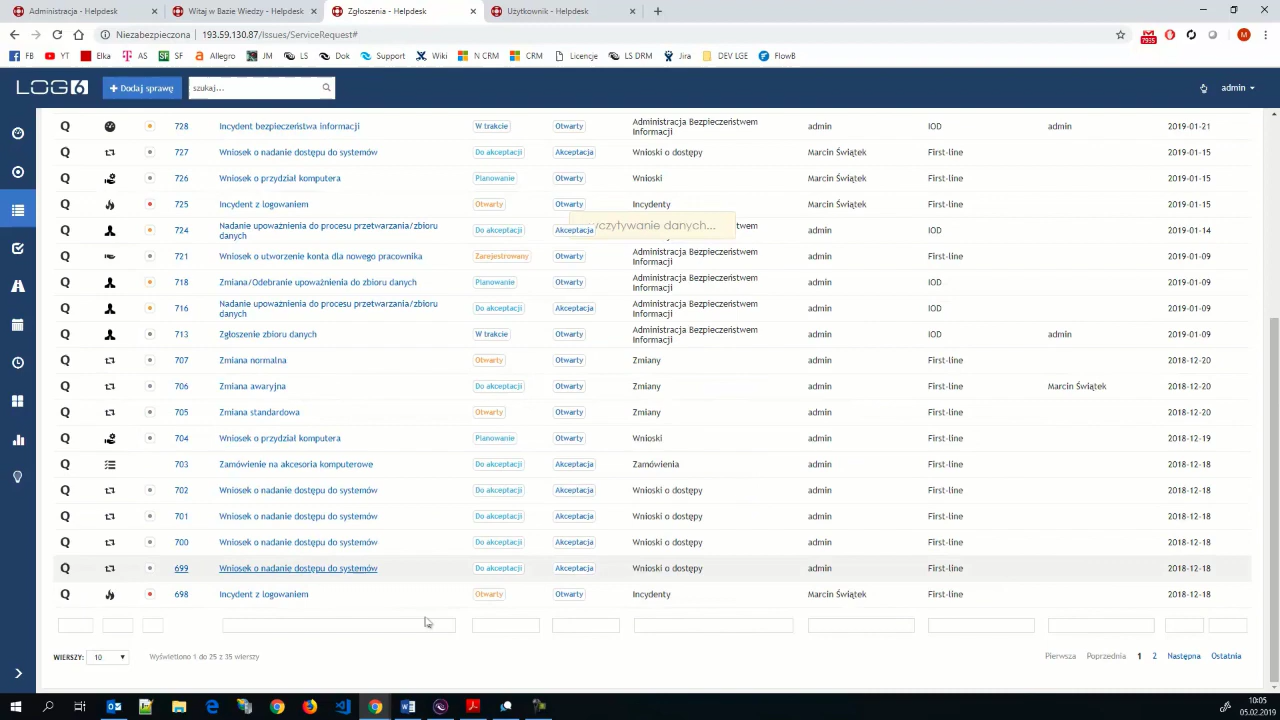 Administracja - Helpdesk
Witaj w Bazie Wiedzy - Helpdesk
Zgłoszenia - Helpdesk
Użytkownik - Helpdesk
Niezabezpieczona
193.59.130.87/Issues/ServiceRequest#
7935
M
FB YT Elka AS SF Allegro JM LS Dok Support Wiki N CRM CRM Licencje LS DRM Jira DEV LGE FlowB
LOG6
Dodaj sprawę
szukaj...
admin
728 Incydent bezpieczeństwa informacji W trakcie Otwarty Administracja Bezpieczeństwem Informacji admin IOD admin 2019-01-21
727 Wniosek o nadanie dostępu do systemów Do akceptacji Akceptacja Wnioski o dostępy Marcin Świątek First-line 2019-01-15
726 Wniosek o przydział komputera Planowanie Otwarty Wnioski Marcin Świątek First-line 2019-01-15
725 Incydent z logowaniem Otwarty Otwarty Incydenty Marcin Świątek First-line 2019-01-15
yczytywanie danych...
724 Nadanie upoważnienia do procesu przetwarzania/zbioru danych Do akceptacji Akceptacja Informacji admin IOD 2019-01-14
721 Wniosek o utworzenie konta dla nowego pracownika Zarejestrowany Otwarty Administracja Bezpieczeństwem Informacji admin First-line 2019-01-09
718 Zmiana/Odebranie upoważnienia do zbioru danych Planowanie Otwarty Administracja Bezpieczeństwem Informacji admin IOD 2019-01-09
716 Nadanie upoważnienia do procesu przetwarzania/zbioru danych Do akceptacji Akceptacja Administracja Bezpieczeństwem Informacji admin IOD 2019-01-09
713 Zgłoszenie zbioru danych W trakcie Otwarty Administracja Bezpieczeństwem Informacji admin IOD admin 2019-01-09
707 Zmiana normalna Otwarty Otwarty Zmiany admin First-line 2018-12-20
706 Zmiana awaryjna Do akceptacji Otwarty Zmiany admin First-line Marcin Świątek 2018-12-20
705 Zmiana standardowa Otwarty Otwarty Zmiany admin First-line 2018-12-20
704 Wniosek o przydział komputera Planowanie Otwarty Wnioski admin First-line 2018-12-19
703 Zamówienie na akcesoria komputerowe Do akceptacji Akceptacja Zamówienia admin First-line 2018-12-18
702 Wniosek o nadanie dostępu do systemów Do akceptacji Akceptacja Wnioski o dostępy admin First-line 2018-12-18
701 Wniosek o nadanie dostępu do systemów Do akceptacji Akceptacja Wnioski o dostępy admin First-line 2018-12-18
700 Wniosek o nadanie dostępu do systemów Do akceptacji Akceptacja Wnioski o dostępy admin First-line 2018-12-18
699 Wniosek o nadanie dostępu do systemów Do akceptacji Akceptacja Wnioski o dostępy admin First-line 2018-12-18
698 Incydent z logowaniem Otwarty Otwarty Incydenty Marcin Świątek First-line 2018-12-18
WIERSZY: 10 Wyświetlono 1 do 25 z 35 wierszy Pierwsza Poprzednia 1 2 Następna Ostatnia
10:05
05.02.2019